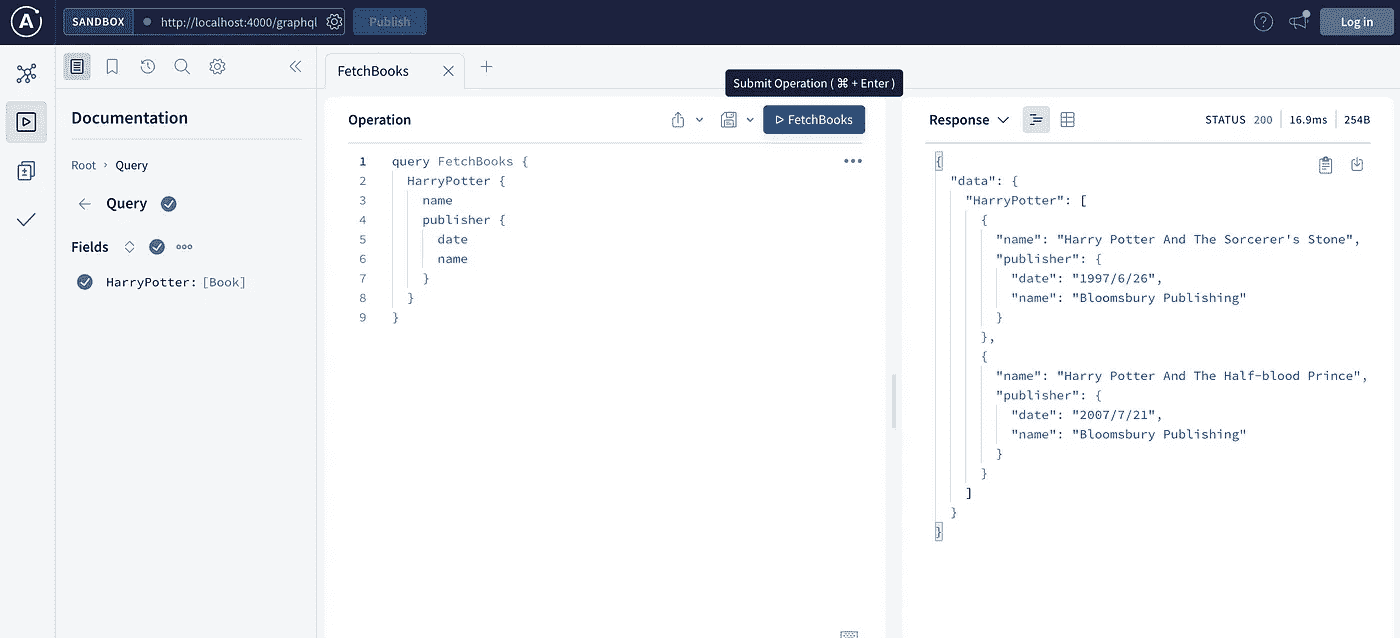 A SANDBOX http://localhost:4000/graphql Publish Log in
FetchBooks
Submit Operation ( ⌘ + Enter )
Documentation
Root › Query
Query
Fields
HarryPotter: [Book]
Operation
FetchBooks
1 query FetchBooks {
2 HarryPotter {
3 name
4 publisher {
5 date
6 name
7 }
8 }
9 }
Response STATUS 200 16.9ms 254B
{
"data": {
"HarryPotter": [
{
"name": "Harry Potter And The Sorcerer's Stone",
"publisher": {
"date": "1997/6/26",
"name": "Bloomsbury Publishing"
}
},
{
"name": "Harry Potter And The Half-blood Prince",
"publisher": {
"date": "2007/7/21",
"name": "Bloomsbury Publishing"
}
}
]
}
}